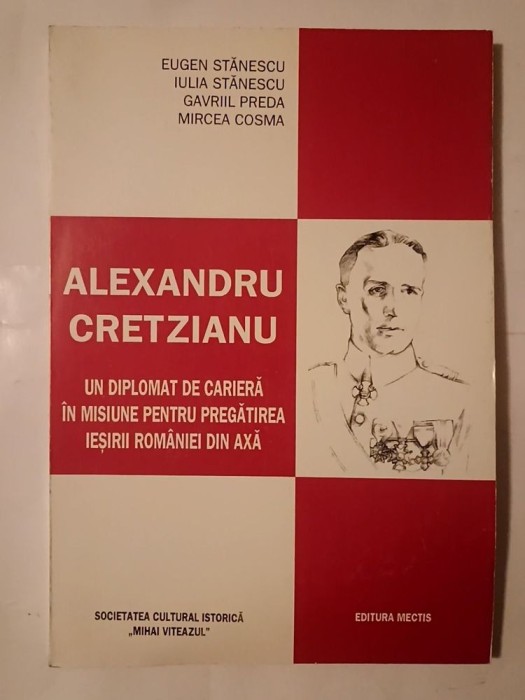 EUGEN STĂNESCU
IULIA STĂNESCU
GAVRIIL PREDA
MIRCEA COSMA
ALEXANDRU
CRETZIANU
UN DIPLOMAT DE CARIERĂ
ÎN MISIUNE PENTRU PREGĂTIREA
IEȘIRII ROMÂNIEI DIN AXĂ
SOCIETATEA CULTURAL ISTORICĂ
„MIHAI VITEAZUL"
EDITURA MECTIS